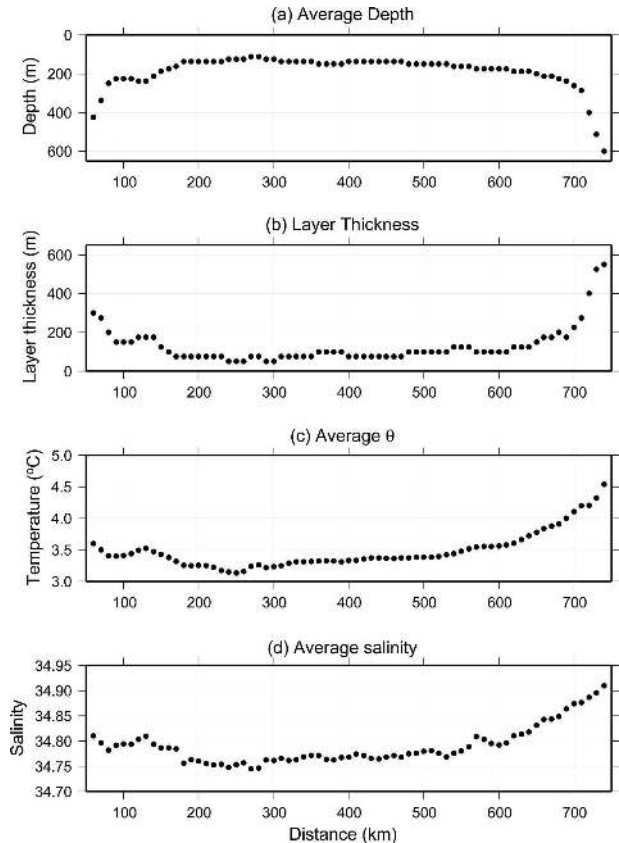 (a) Average Depth
0
200
400
600
Depth (m)
100 200 300 400 500 600 700
(b) Layer Thickness
600
400
200
0
Layer thickness (m)
100 200 300 400 500 600 700
(c) Average θ
5.0
4.5
4.0
3.5
3.0
Temperature (ºC)
100 200 300 400 500 600 700
(d) Average salinity
34.95
34.90
34.85
34.80
34.75
34.70
Salinity
100 200 300 400 500 600 700
Distance (km)